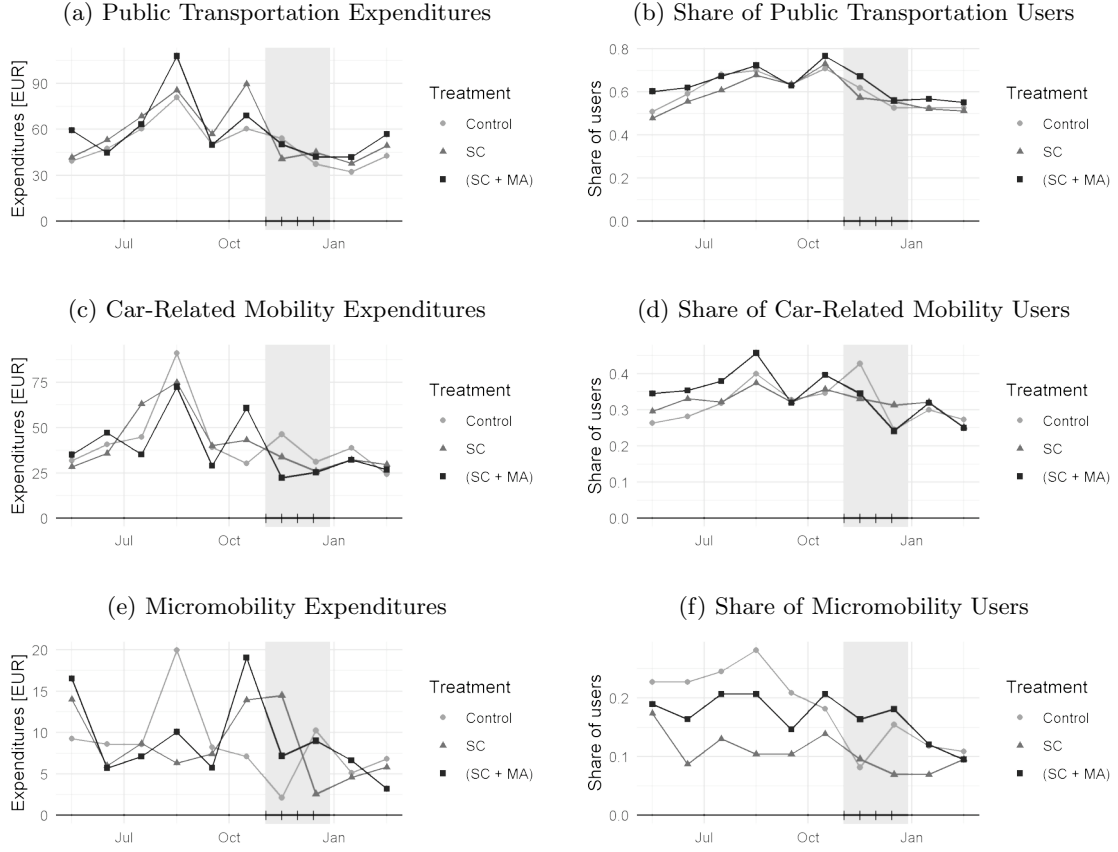 (a) Public Transportation Expenditures
Expenditures [EUR]
90
60
30
0
Jul Oct Jan
Treatment
Control
SC
(SC + MA)
(b) Share of Public Transportation Users
Share of users
0.8
0.6
0.4
0.2
0.0
Jul Oct Jan
Treatment
Control
SC
(SC + MA)
(c) Car-Related Mobility Expenditures
Expenditures [EUR]
75
50
25
0
Jul Oct Jan
Treatment
Control
SC
(SC + MA)
(d) Share of Car-Related Mobility Users
Share of users
0.4
0.3
0.2
0.1
0.0
Jul Oct Jan
Treatment
Control
SC
(SC + MA)
(e) Micromobility Expenditures
Expenditures [EUR]
20
15
10
5
0
Jul Oct Jan
Treatment
Control
SC
(SC + MA)
(f) Share of Micromobility Users
Share of users
0.2
0.1
0.0
Jul Oct Jan
Treatment
Control
SC
(SC + MA)